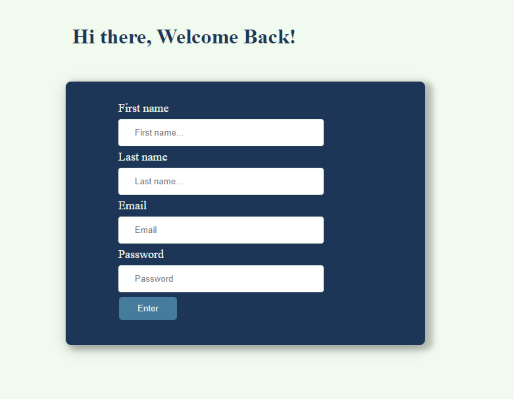 Hi there, Welcome Back!
First name
First name...
Last name
Last name...
Email
Email
Password
Password
Enter